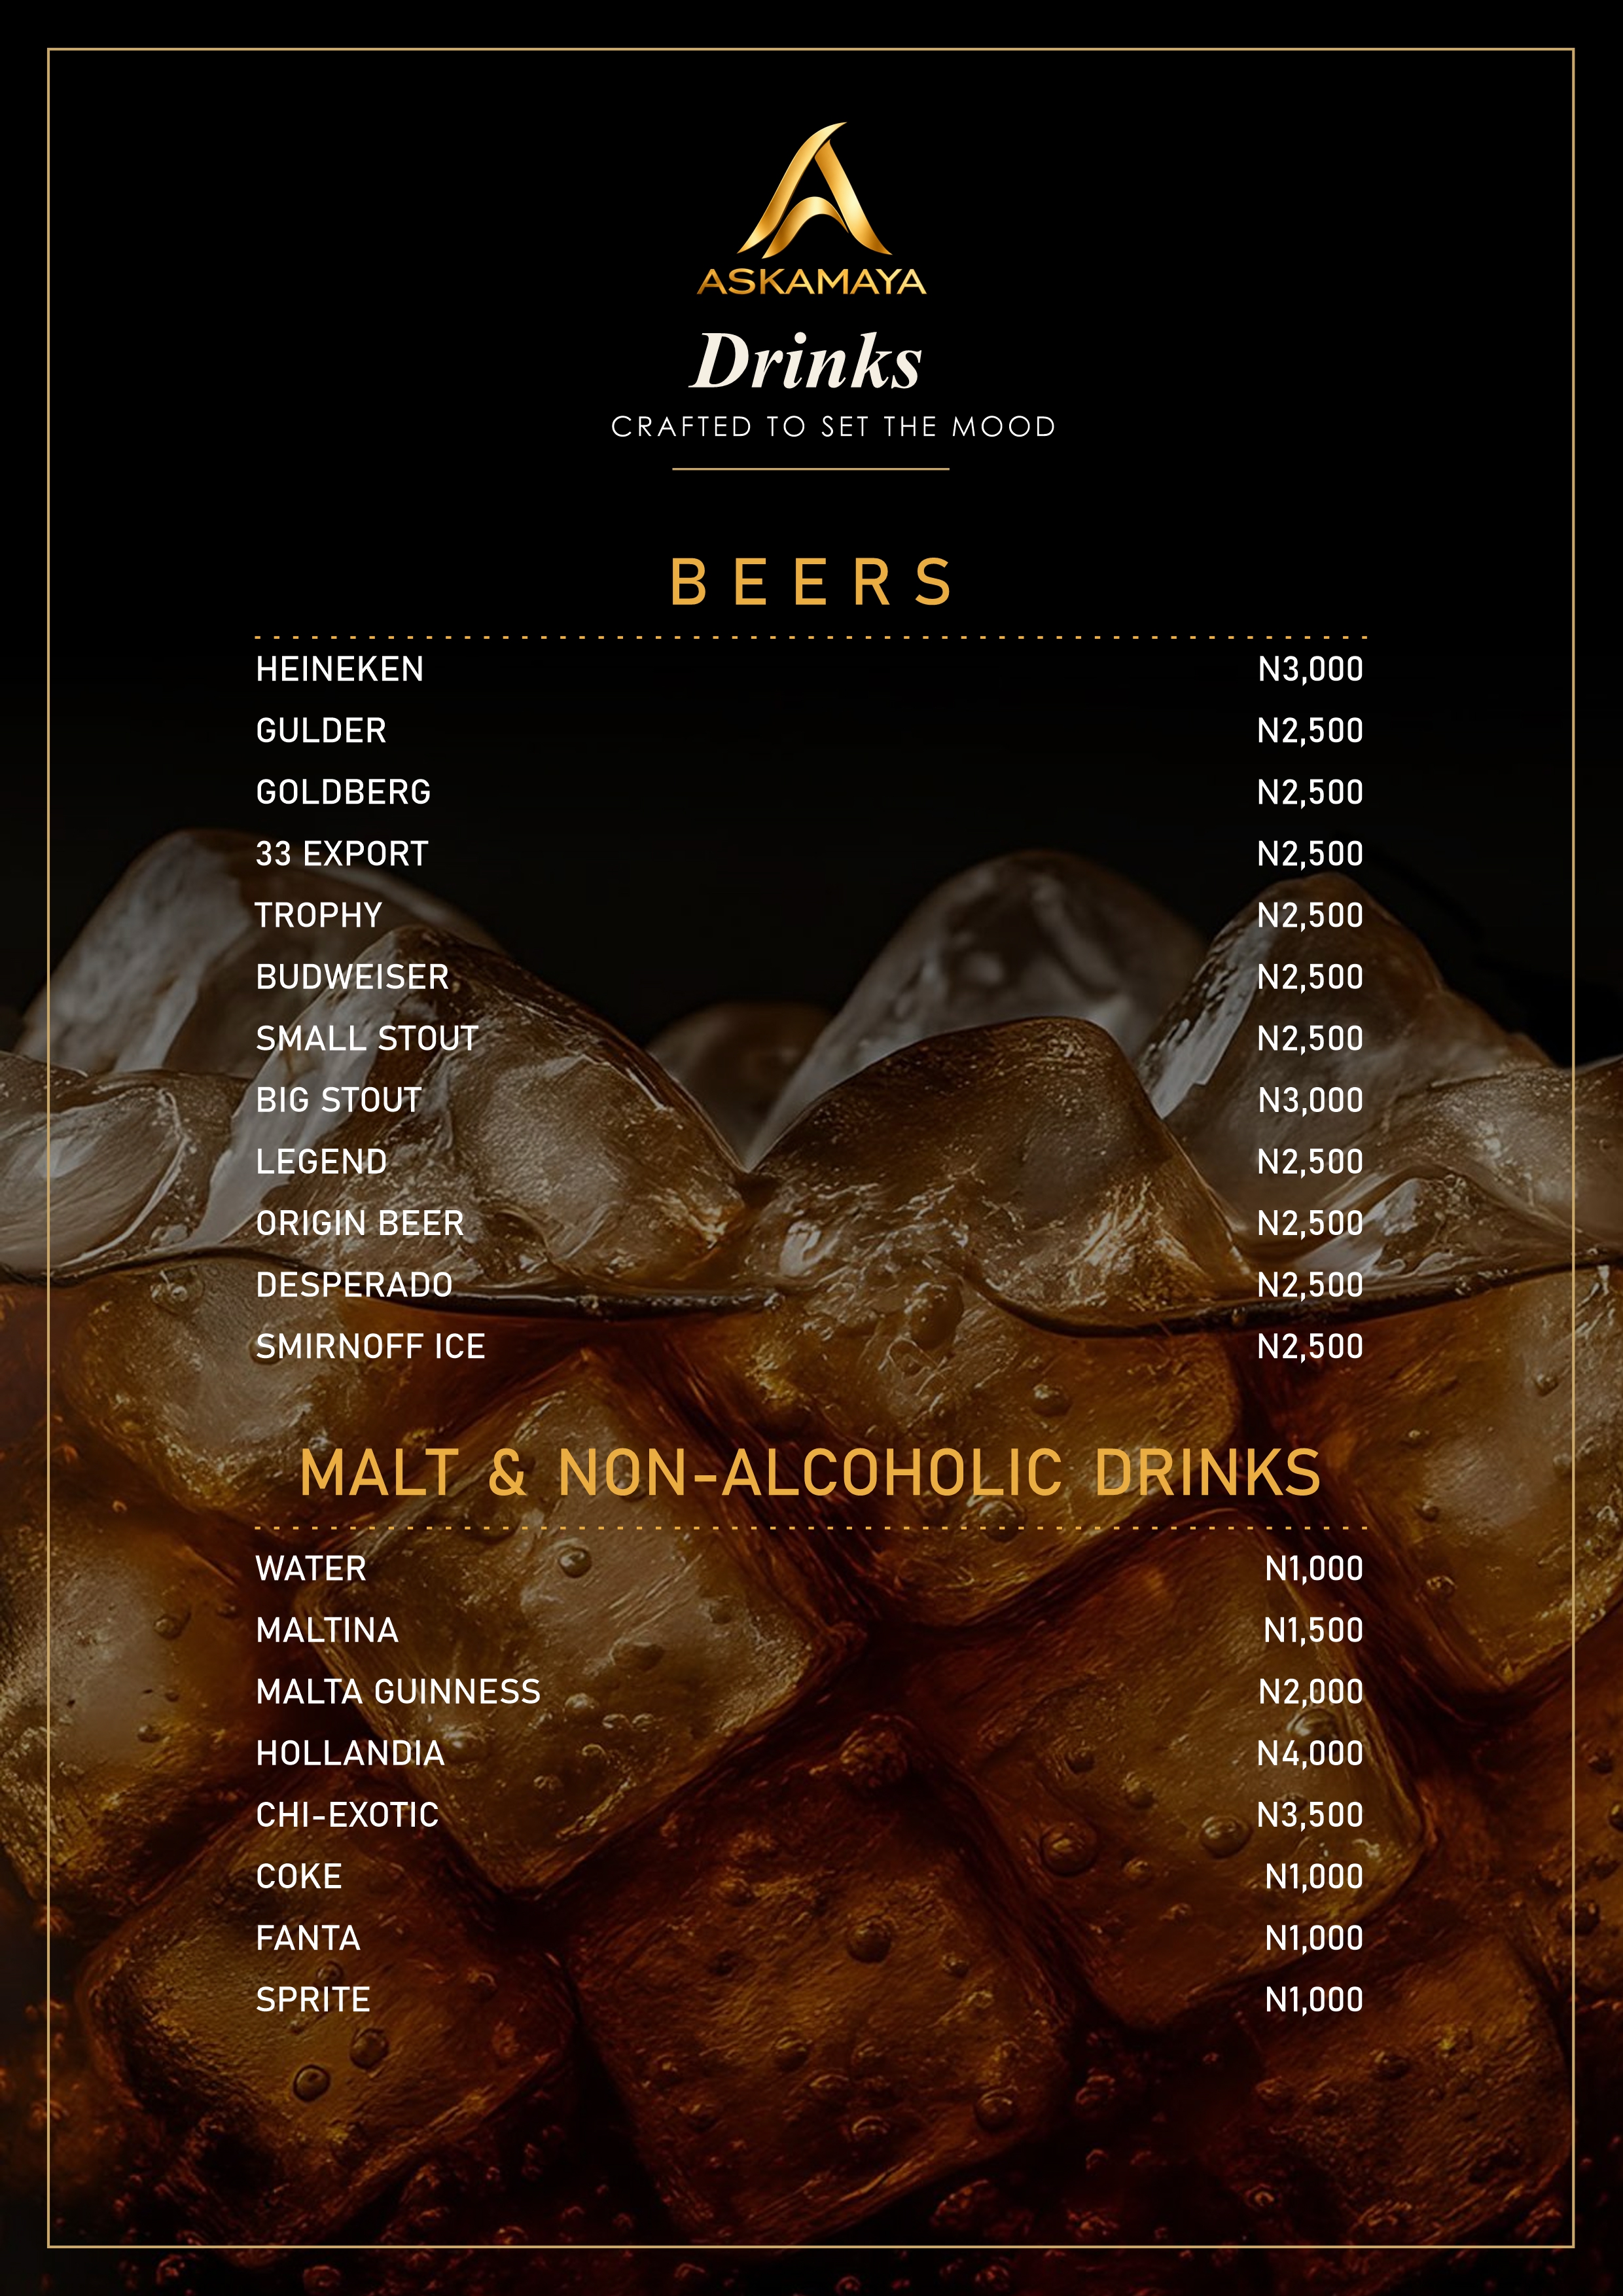 ASKAMAYA
Drinks
CRAFTED TO SET THE MOOD
BEERS
HEINEKEN N3,000
GULDER N2,500
GOLDBERG N2,500
33 EXPORT N2,500
TROPHY N2,500
BUDWEISER N2,500
SMALL STOUT N2,500
BIG STOUT N3,000
LEGEND N2,500
ORIGIN BEER N2,500
DESPERADO N2,500
SMIRNOFF ICE N2,500
MALT & NON-ALCOHOLIC DRINKS
WATER N1,000
MALTINA N1,500
MALTA GUINNESS N2,000
HOLLANDIA N4,000
CHI-EXOTIC N3,500
COKE N1,000
FANTA N1,000
SPRITE N1,000